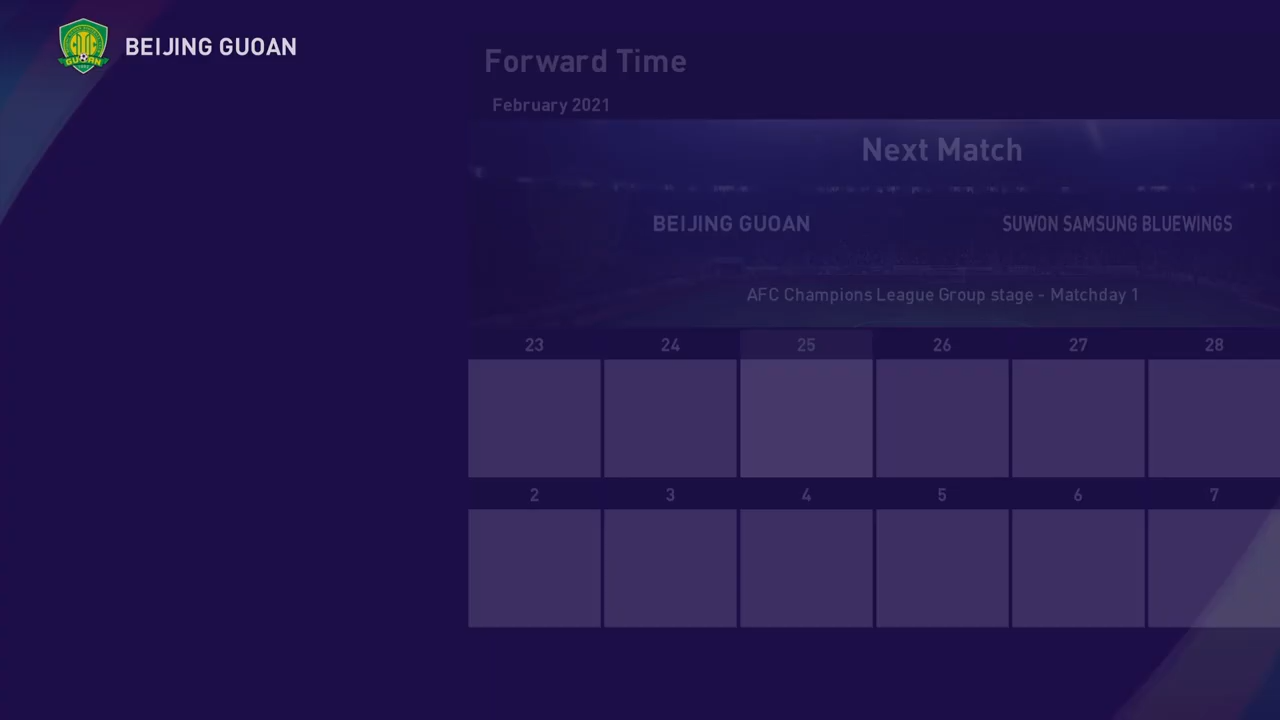 GUOAN
BEIJING GUOAN
Forward Time
February 2021
Next Match
BEIJING GUOAN
SUWON SAMSUNG BLUEWINGS
AFC Champions League Group stage - Matchday 1
23 24 25 26 27 28
2 3 4 5 6 7